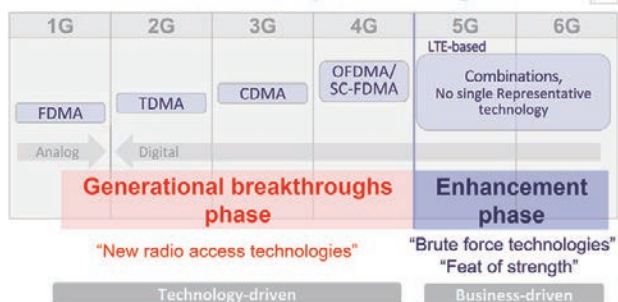 1G 2G 3G 4G 5G 6G
LTE-based
FDMA
TDMA
CDMA
OFDMA/
SC-FDMA
Combinations,
No single Representative
technology
Analog
Digital
Generational breakthroughs
phase
Enhancement
phase
“New radio access technologies”
“Brute force technologies”
“Feat of strength”
Technology-driven
Business-driven